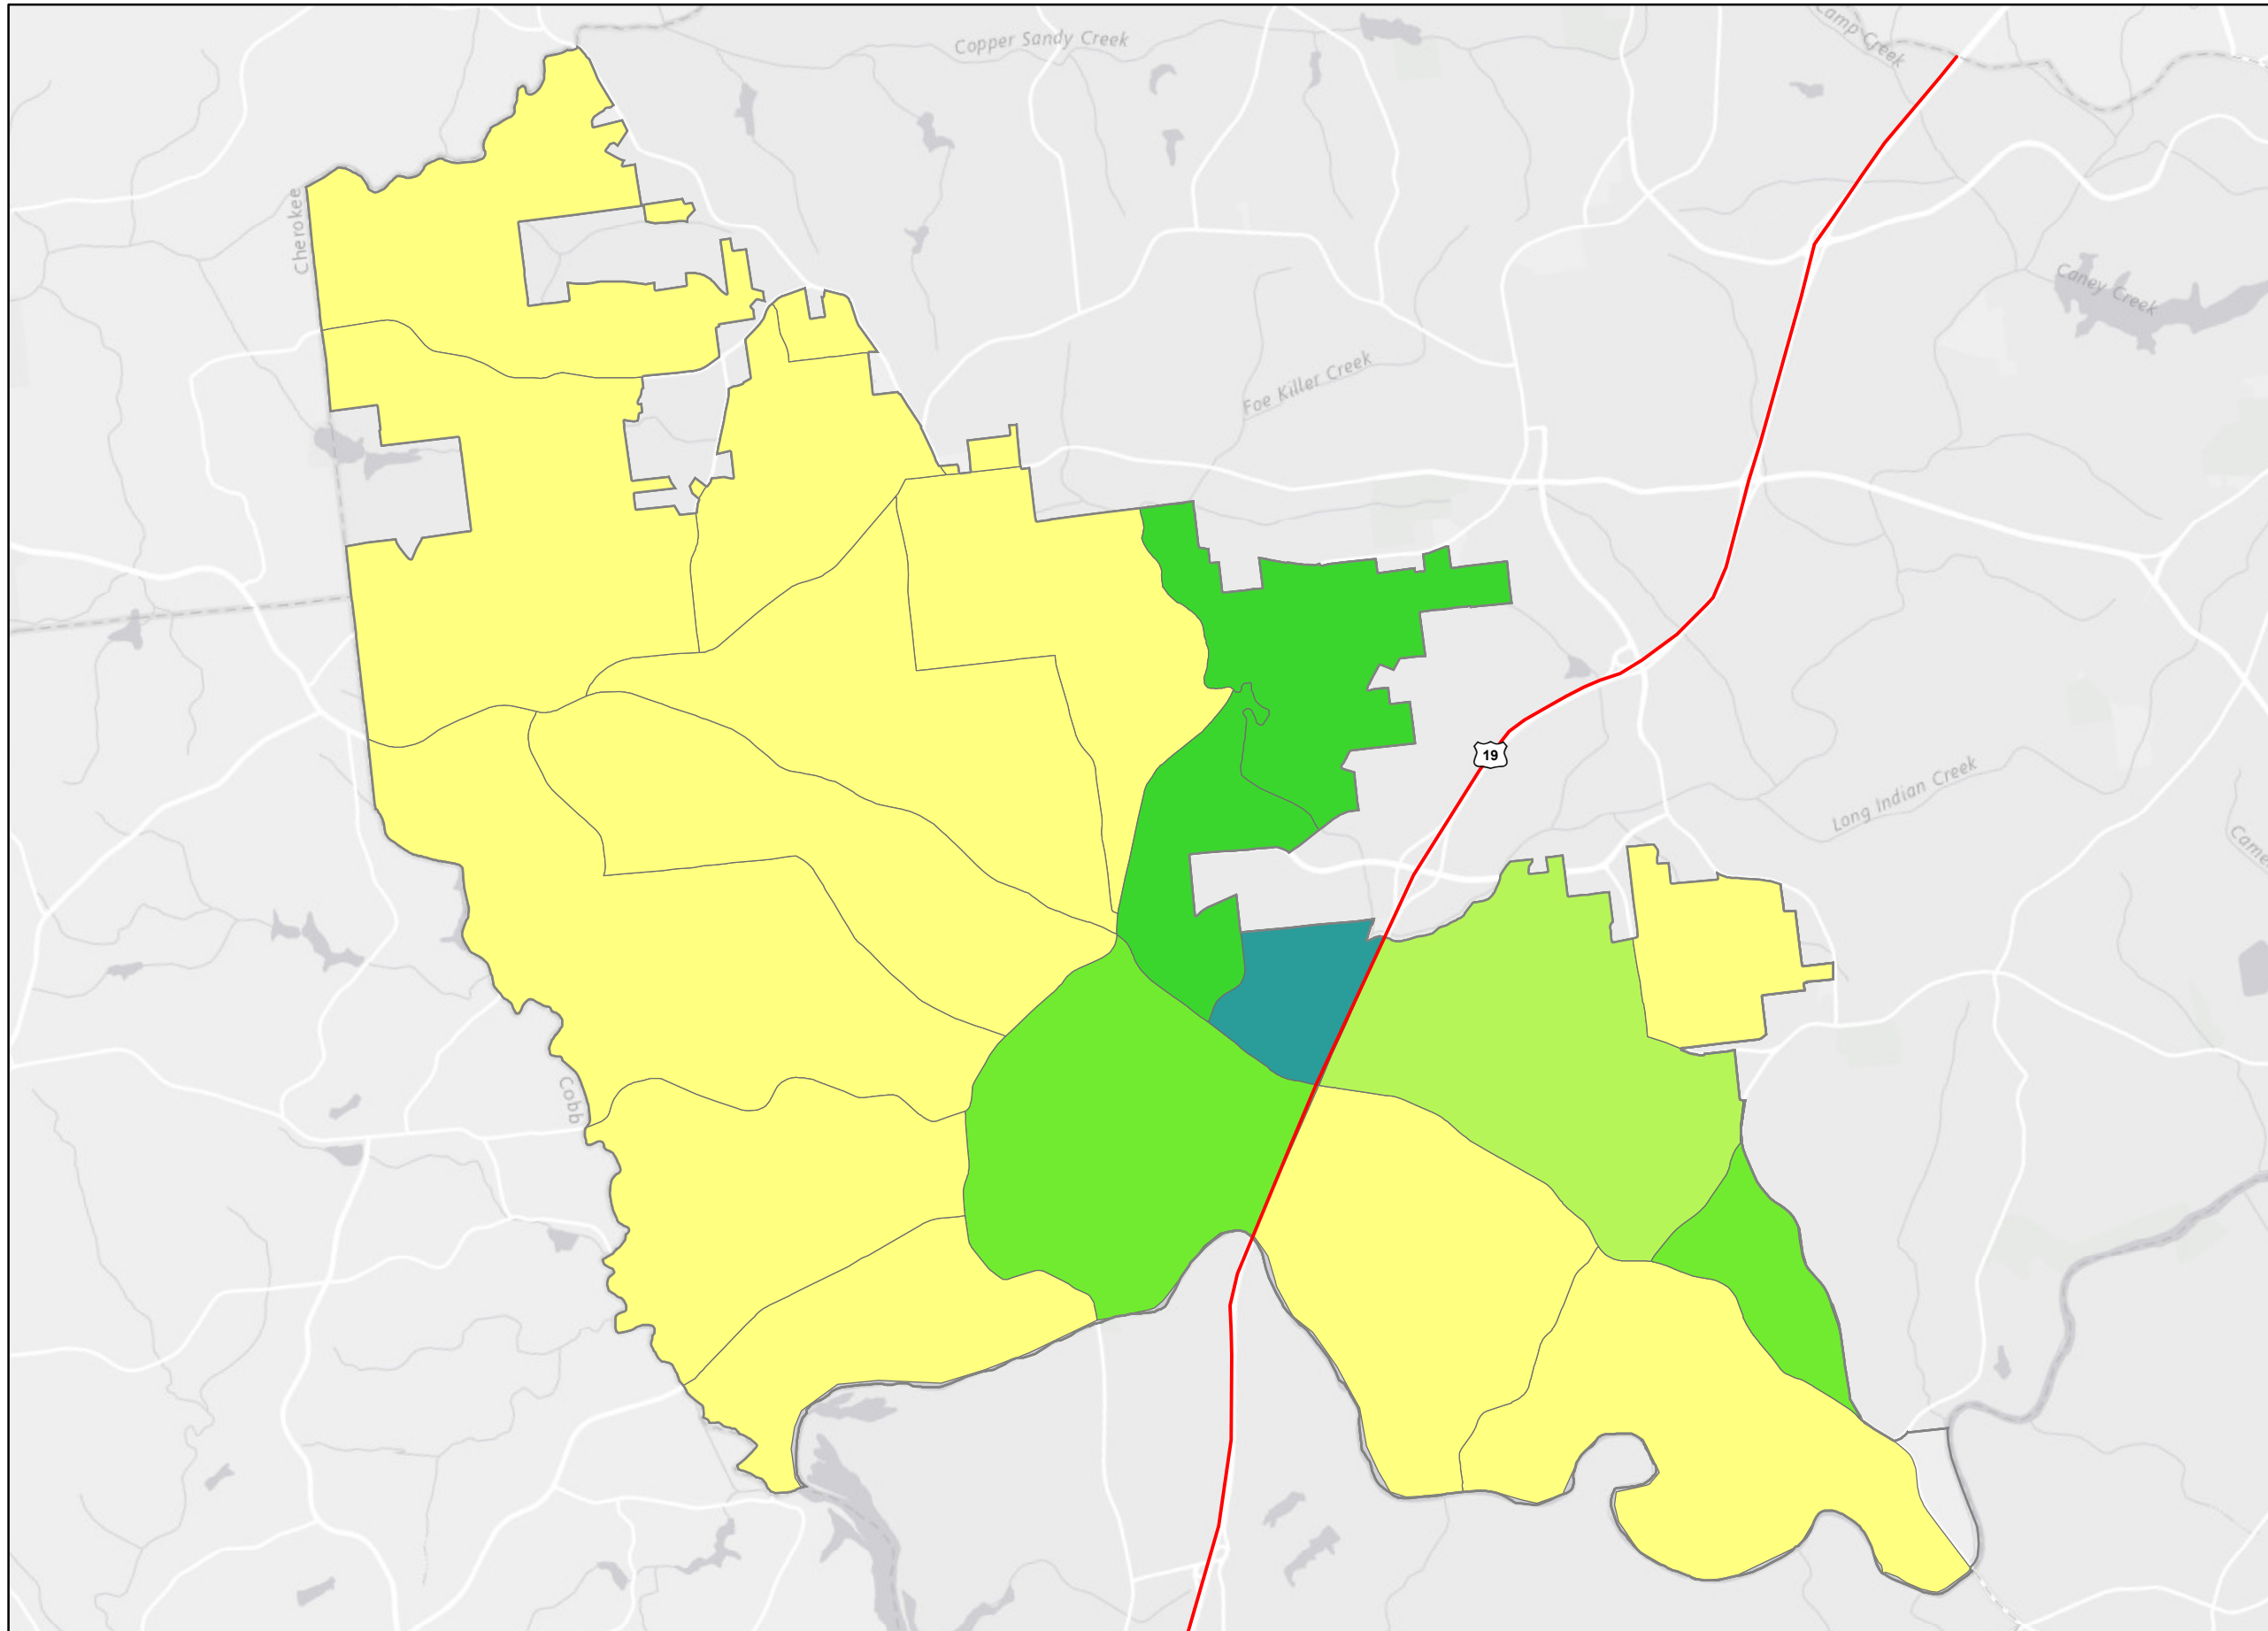 Copper Sandy Creek
Camp Creek
Cherokee
Caney Creek
Foe Killer Creek
19
Long Indian Creek
Cobb